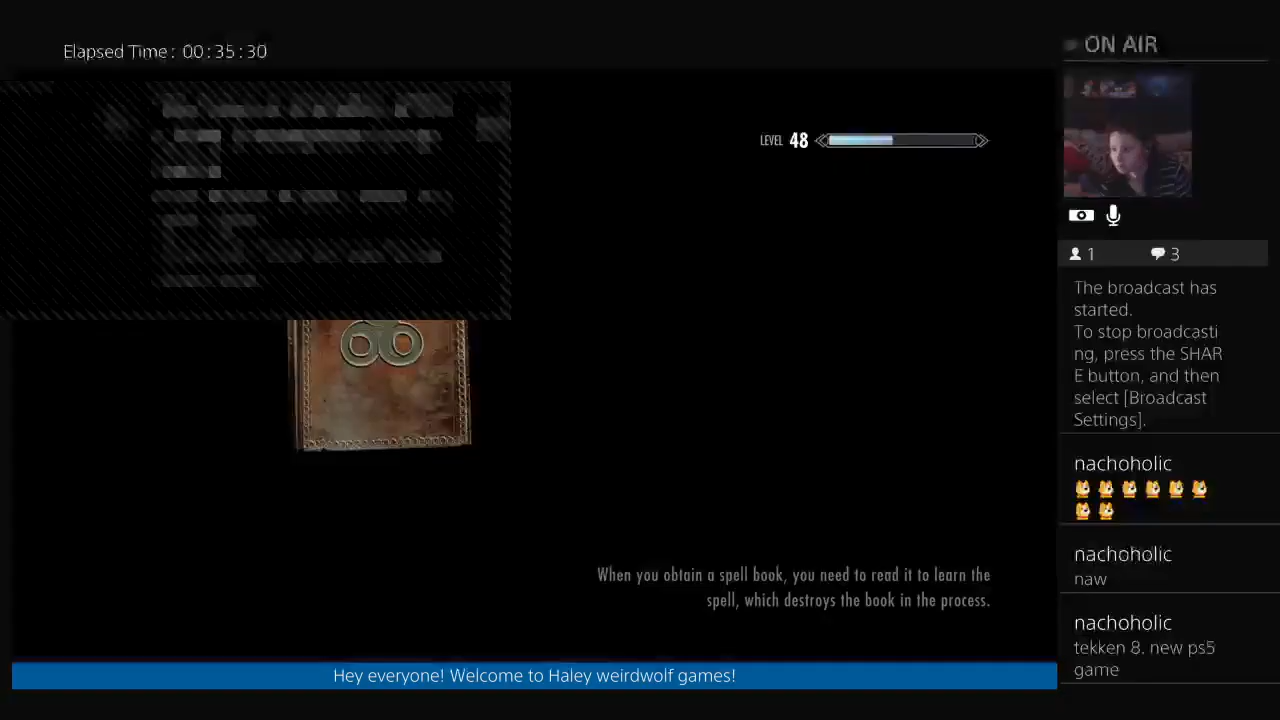 Elapsed Time: 00:35:30
ON AIR
LEVEL 48
1 3
The broadcast has
started.
To stop broadcasti
ng, press the SHAR
E button, and then
select [Broadcast
Settings].
nachoholic
nachoholic
naw
nachoholic
tekken 8. new ps5
game
When you obtain a spell book, you need to read it to learn the
spell, which destroys the book in the process.
Hey everyone! Welcome to Haley weirdwolf games!